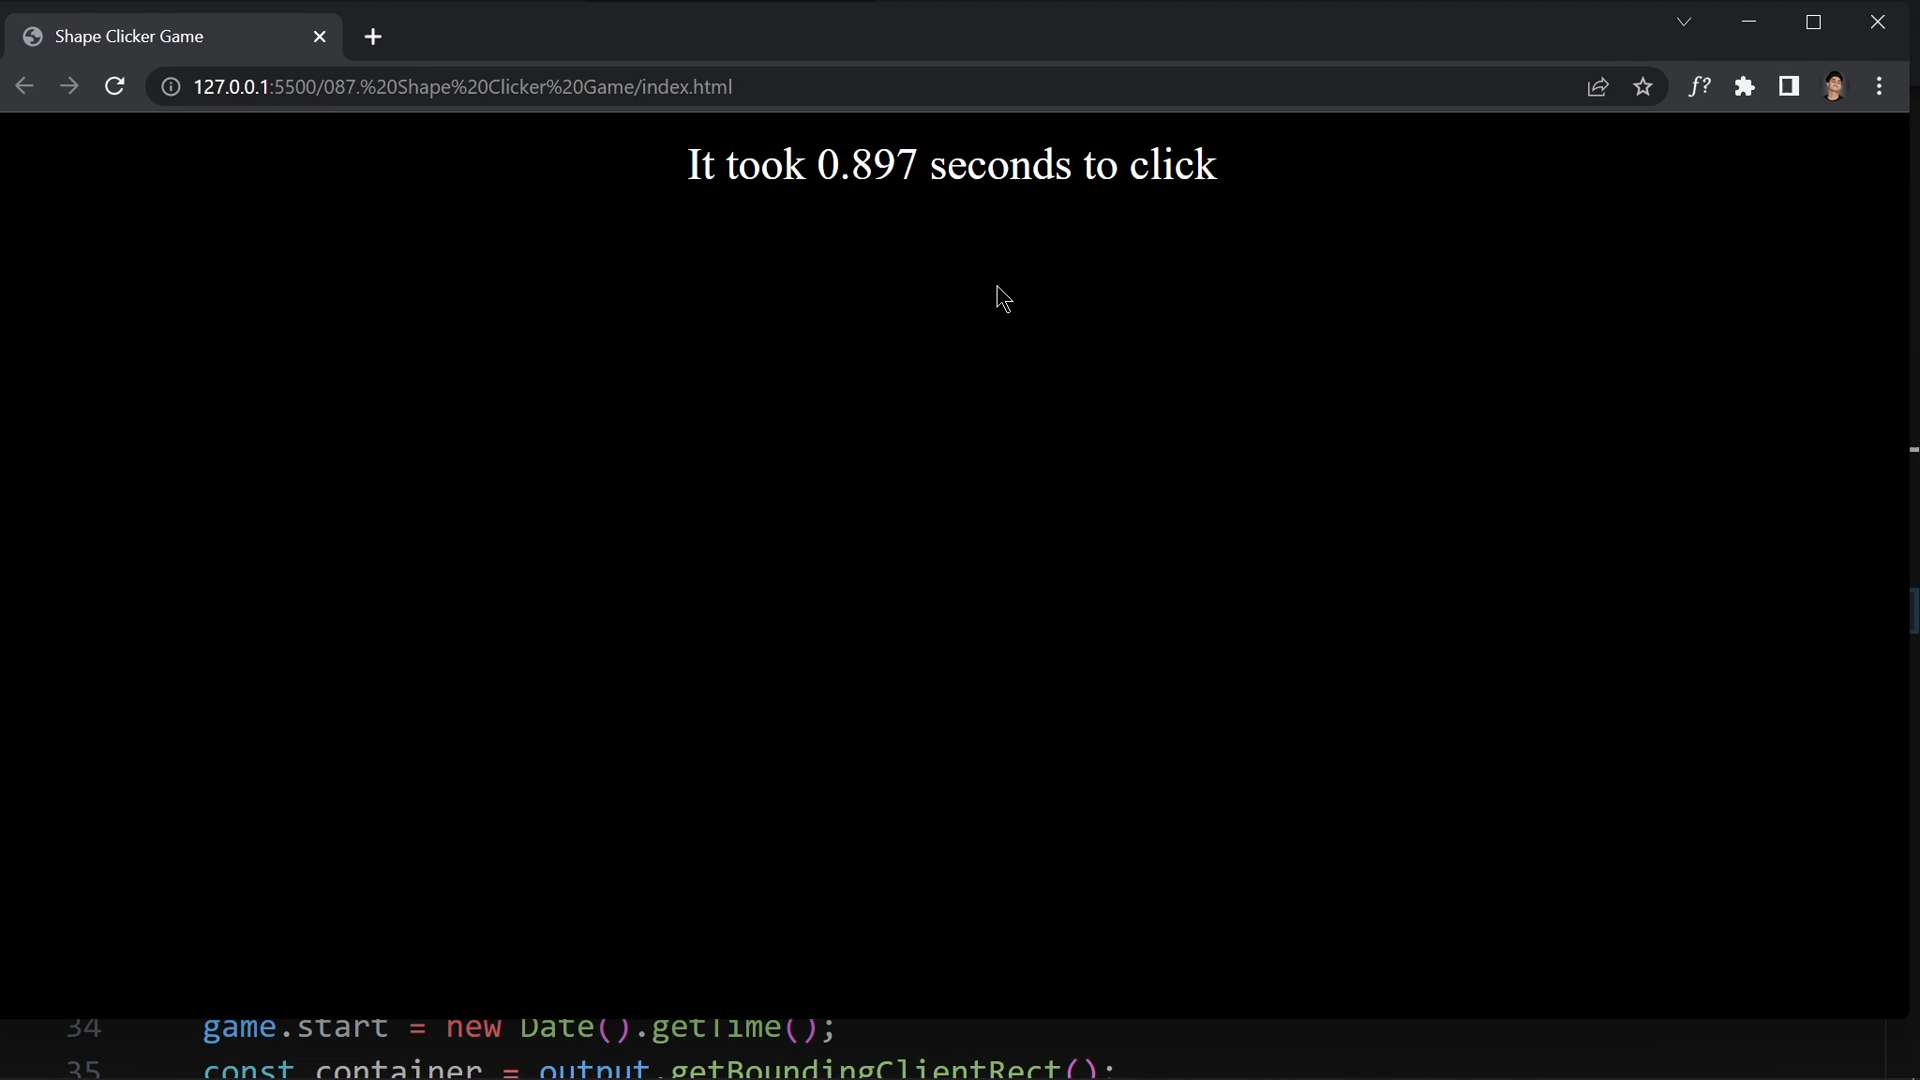 Shape Clicker Game
127.0.0.1:5500/087.%20Shape%20Clicker%20Game/index.html
f?
It took 0.897 seconds to click
34 game.start = new Date().getTime();
35 const container = output.getBoundingClientRect();